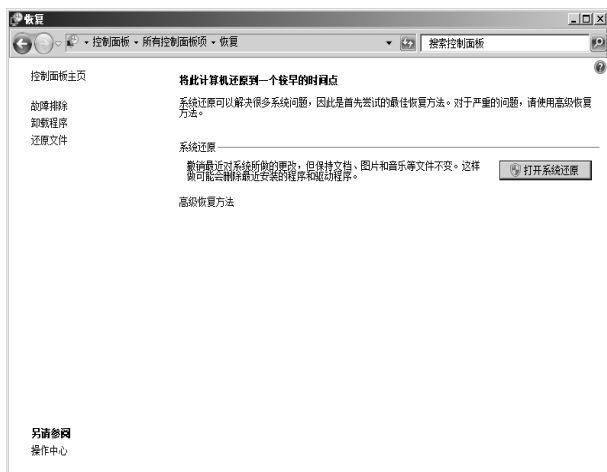 恢复
控制面板 所有控制面板项 恢复
搜索控制面板
控制面板主页
故障排除
卸载程序
还原文件
将此计算机还原到一个较早的时间点
系统还原可以解决很多系统问题，因此是首先尝试的最佳恢复方法。对于严重的问题，请使用高级恢复
方法。
系统还原
撤销最近对系统所做的更改，但保持文档、图片和音乐等文件不变。这样
做可能会删除最近安装的程序和驱动程序。
打开系统还原
高级恢复方法
另请参阅
操作中心